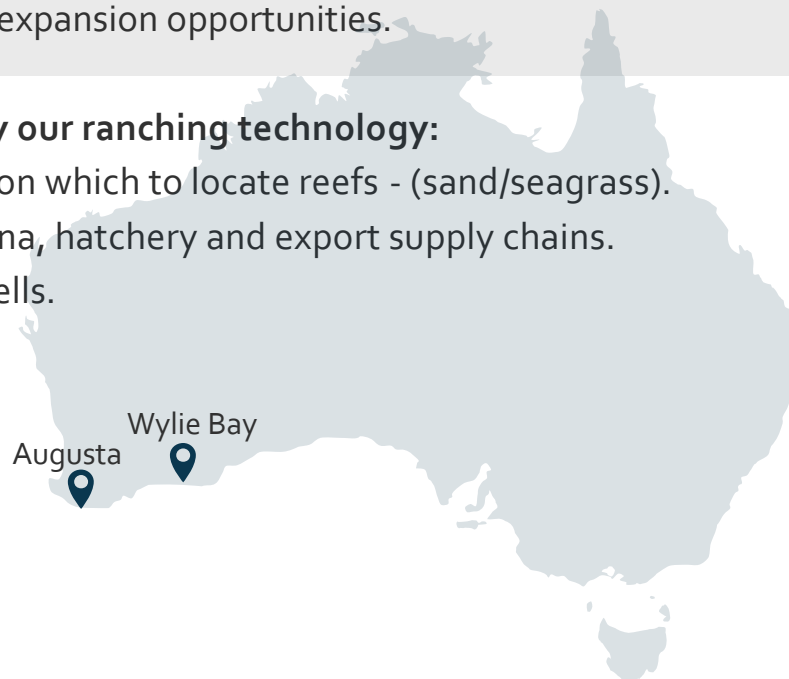 expansion opportunities.
y our ranching technology:
on which to locate reefs - (sand/seagrass).
na, hatchery and export supply chains.
ells.
Wylie Bay
Augusta